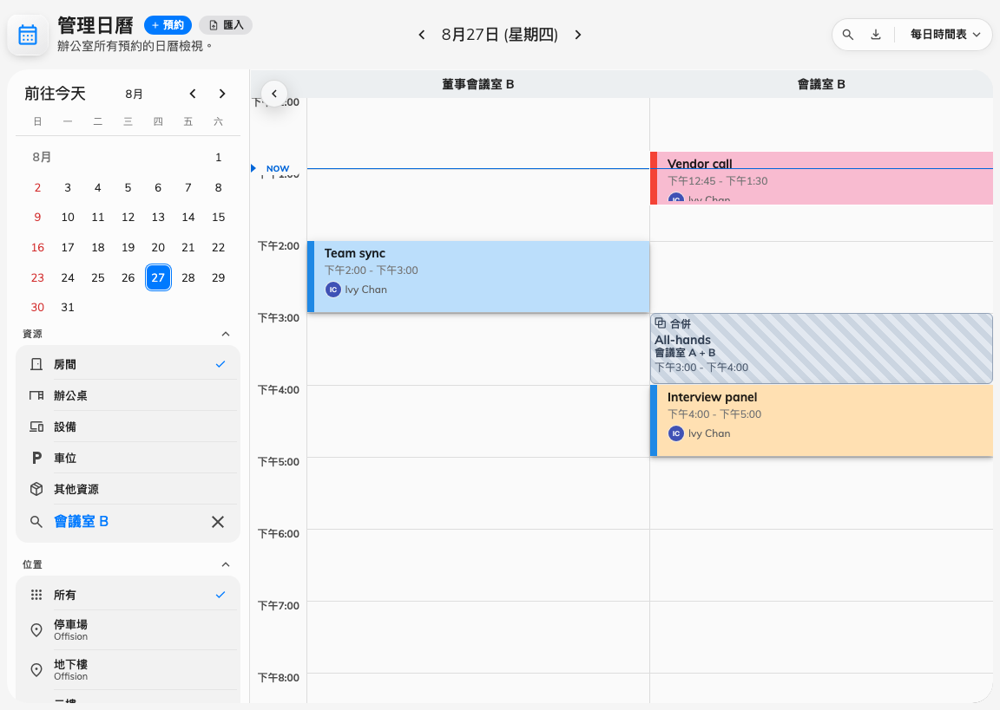 管理日曆
+ 預約
匯入
辦公室所有預約的日曆檢視。
8月27日 (星期四)
每日時間表
前往今天
8月
日 一 二 三 四 五 六
8月 1
2 3 4 5 6 7 8
9 10 11 12 13 14 15
16 17 18 19 20 21 22
23 24 25 26 27 28 29
30 31
資源
房間
辦公桌
設備
P 車位
其他資源
會議室 B
位置
所有
停車場
Offision
地下樓
Offision
董事會議室 B
會議室 B
NOW
下午2:00
下午3:00
下午4:00
下午5:00
下午6:00
下午7:00
下午8:00
Team sync
下午2:00 - 下午3:00
IC Ivy Chan
Vendor call
下午12:45 - 下午1:30
IC Ivy Chan
合併
All-hands
會議室 A + B
下午3:00 - 下午4:00
Interview panel
下午4:00 - 下午5:00
IC Ivy Chan